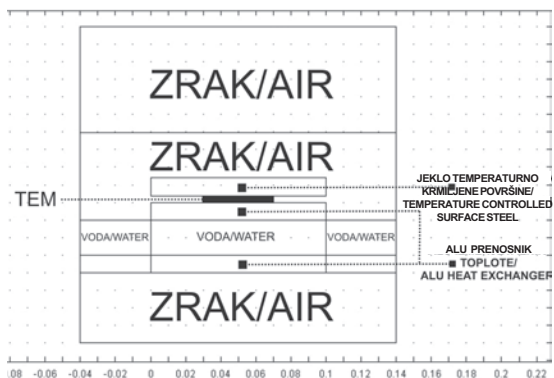 ZRAK/AIR
ZRAK/AIR
TEM
JEKLO TEMPERATURNO
KRMILJENE POVRŠINE/
TEMPERATURE CONTROLLED
SURFACE STEEL
VODA/WATER
VODA/WATER
VODA/WATER
ALU PRENOSNIK
TOPLOTE/
ALU HEAT EXCHANGER
ZRAK/AIR
-0.06 -0.04 -0.02 0 0.02 0.04 0.06 0.08 0.1 0.12 0.14 0.16 0.18 0.2 0.22